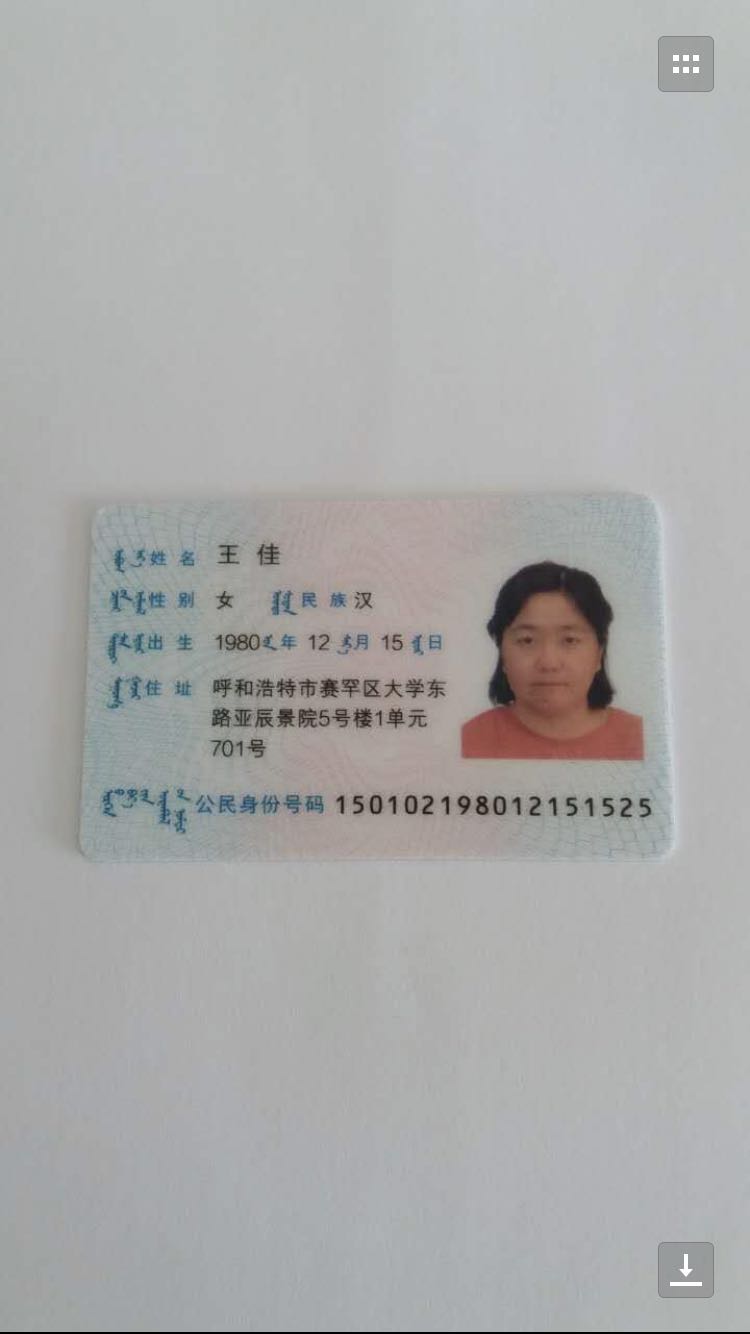 姓 名 王 佳
性 别 女 民 族 汉
出 生 1980 年 12 月 15 日
住 址 呼和浩特市赛罕区大学东
路亚辰景院5号楼1单元
701号
公民身份号码 150102198012151525